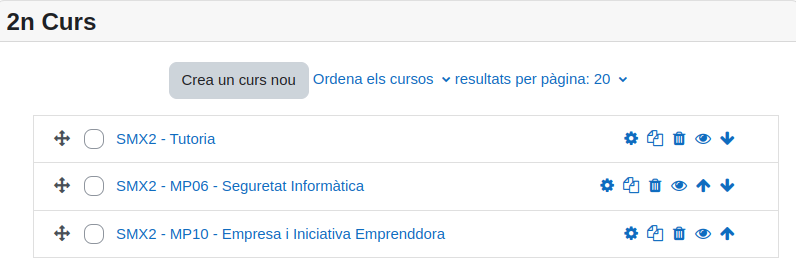 2n Curs
Crea un curs nou Ordena els cursos resultats per pàgina: 20
SMX2 - Tutoria
SMX2 - MP06 - Seguretat Informàtica
SMX2 - MP10 - Empresa i Iniciativa Emprenddora